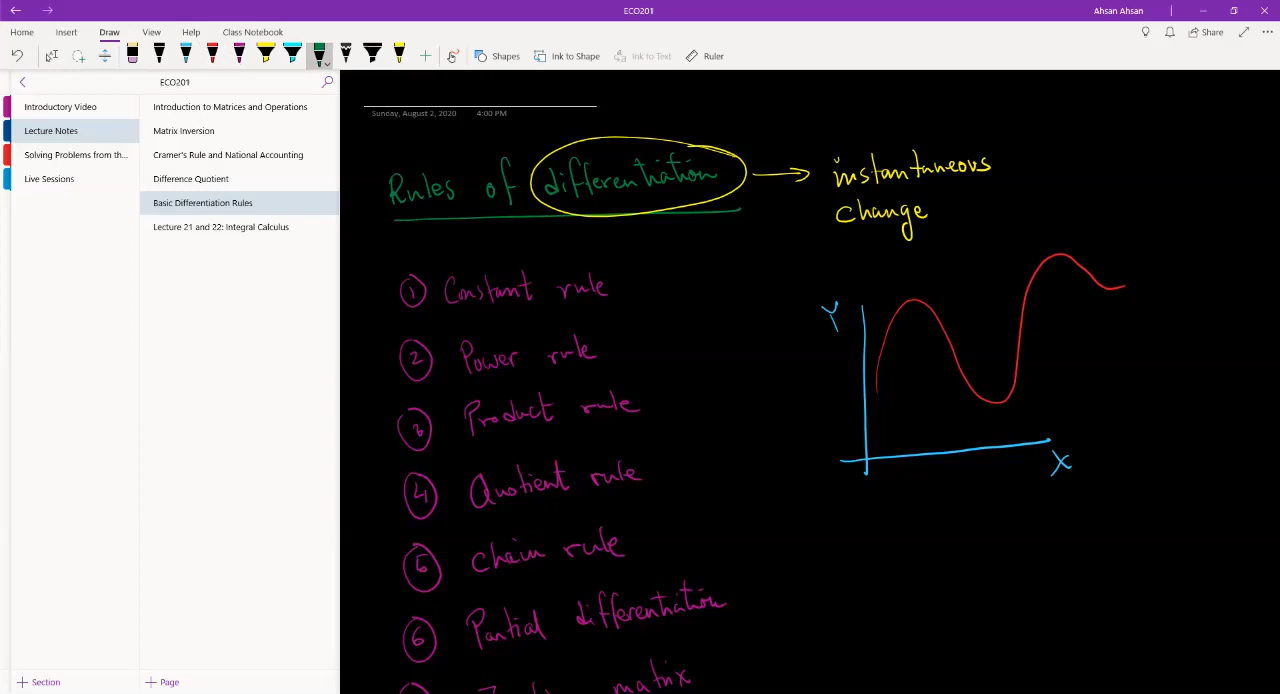 ECO201
Ahsan Ahsan
Home Insert Draw View Help Class Notebook
Share
Shapes Ink to Shape Ink to Text Ruler
ECO201
Introductory Video
Lecture Notes
Solving Problems from th...
Live Sessions
Introduction to Matrices and Operations
Matrix Inversion
Cramer's Rule and National Accounting
Difference Quotient
Basic Differentiation Rules
Lecture 21 and 22: Integral Calculus
Section
Page
Sunday, August 2, 2020 4:00 PM
Rules of differentiation
instantaneous
change
1 Constant rule
2 Power rule
3 Product rule
4 Quotient rule
5 Chain rule
6 Partial differentiation
matrix
Y
X